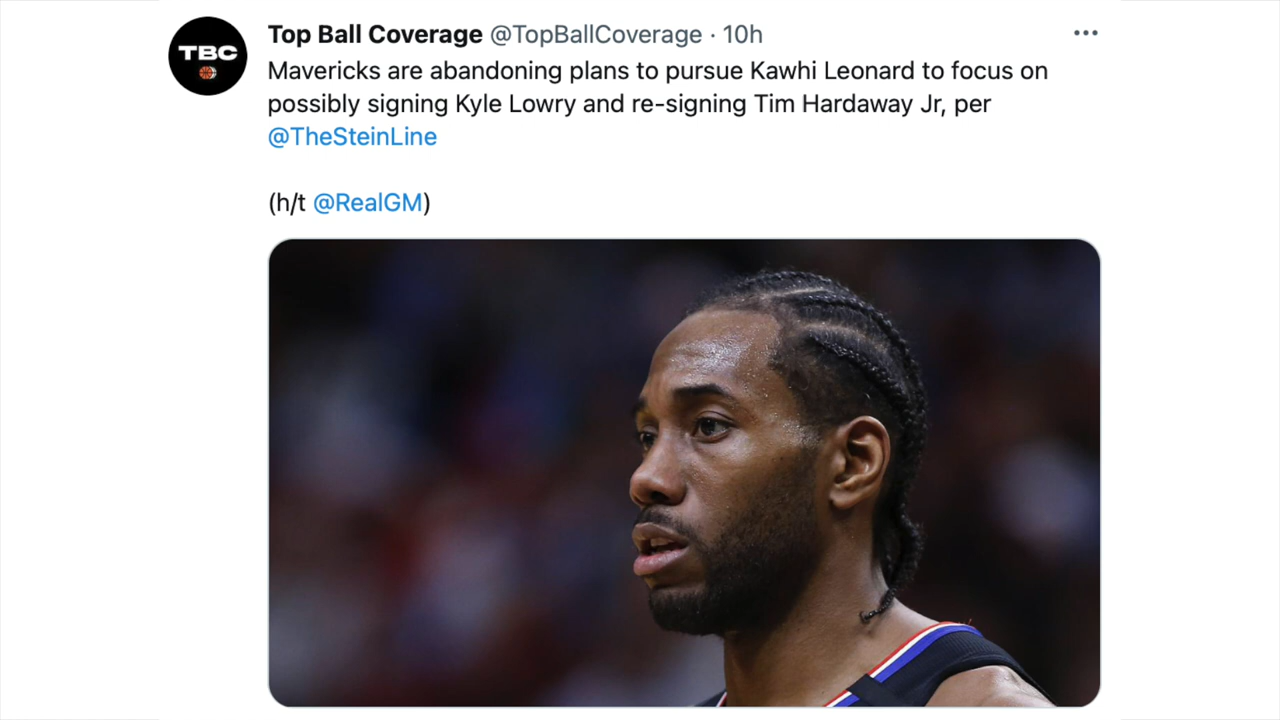 TBC
Top Ball Coverage @TopBallCoverage · 10h
Mavericks are abandoning plans to pursue Kawhi Leonard to focus on
possibly signing Kyle Lowry and re-signing Tim Hardaway Jr, per
@TheSteinLine
(h/t @RealGM)